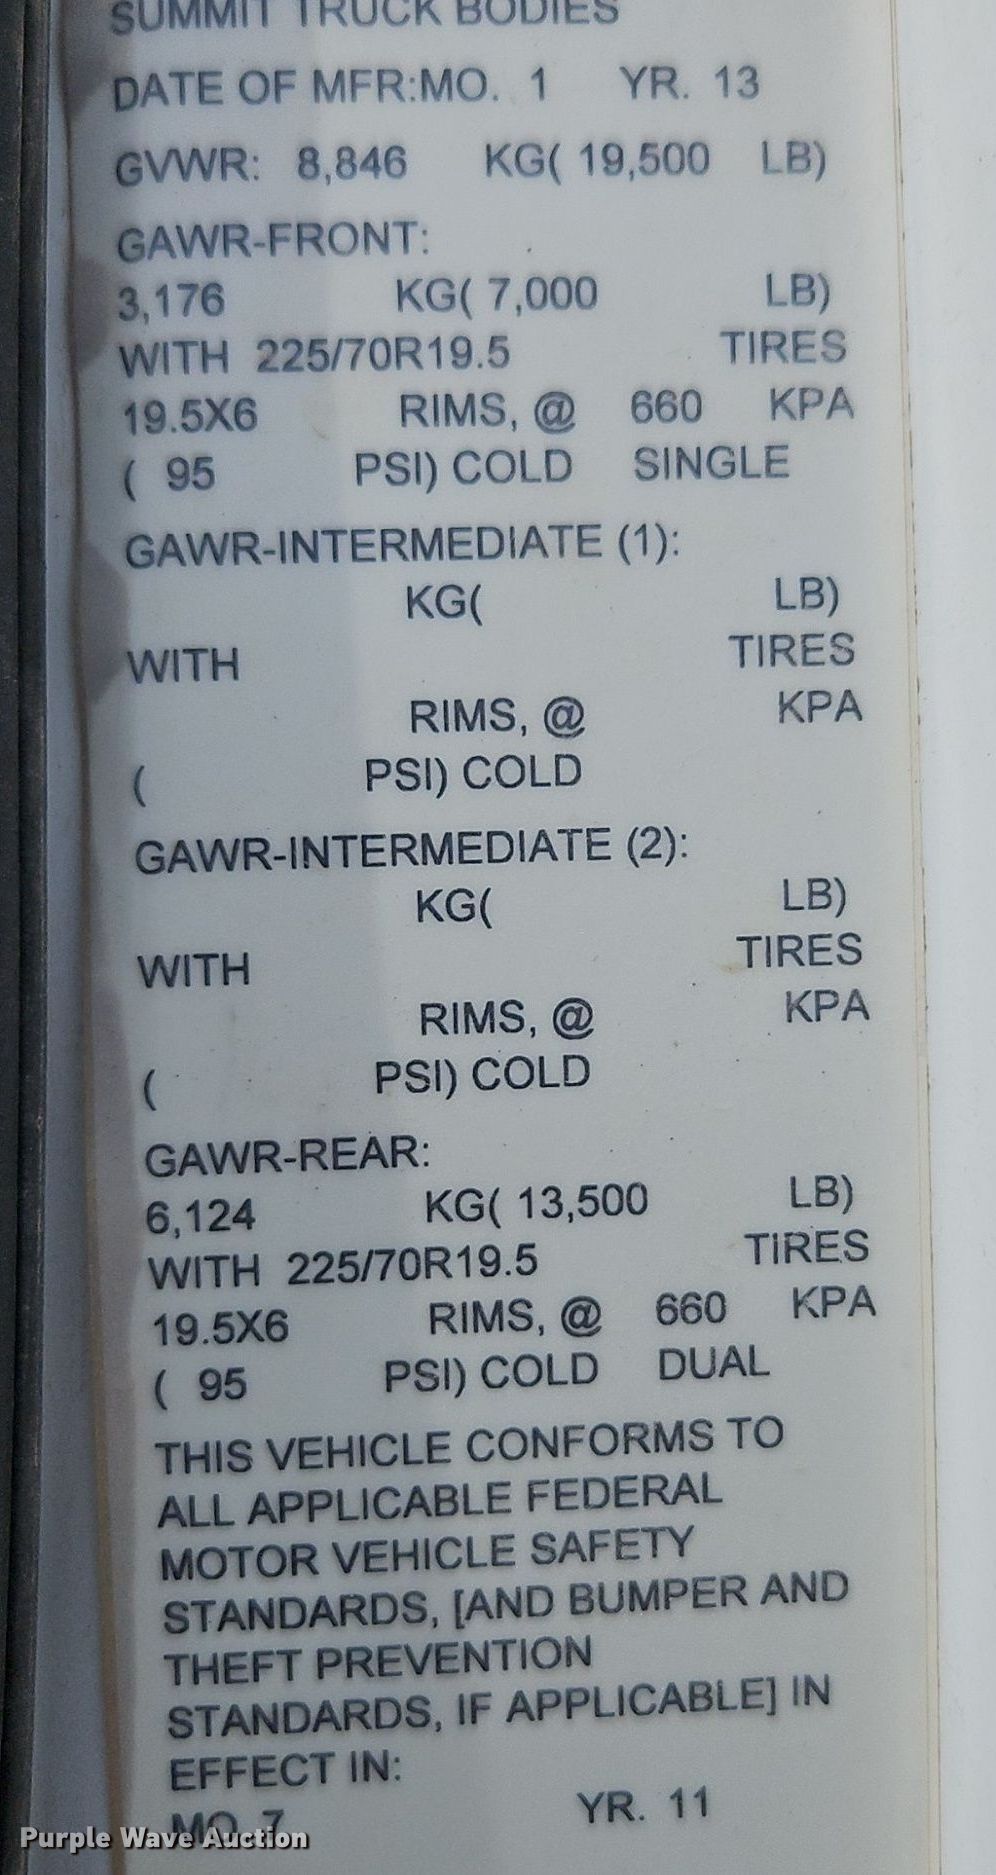 SUMMIT TRUCK BODIES
DATE OF MFR:MO. 1 YR. 13
GVWR: 8,846 KG( 19,500 LB)
GAWR-FRONT:
3,176 KG( 7,000 LB)
WITH 225/70R19.5 TIRES
19.5X6 RIMS, @ 660 KPA
( 95 PSI) COLD SINGLE
GAWR-INTERMEDIATE (1):
KG( LB)
WITH TIRES
RIMS, @ KPA
( PSI) COLD
GAWR-INTERMEDIATE (2):
KG( LB)
WITH TIRES
RIMS, @ KPA
( PSI) COLD
GAWR-REAR:
6,124 KG( 13,500 LB)
WITH 225/70R19.5 TIRES
19.5X6 RIMS, @ 660 KPA
( 95 PSI) COLD DUAL
THIS VEHICLE CONFORMS TO
ALL APPLICABLE FEDERAL
MOTOR VEHICLE SAFETY
STANDARDS, [AND BUMPER AND
THEFT PREVENTION
STANDARDS, IF APPLICABLE] IN
EFFECT IN:
MO. 7 YR. 11
Purple Wave Auction